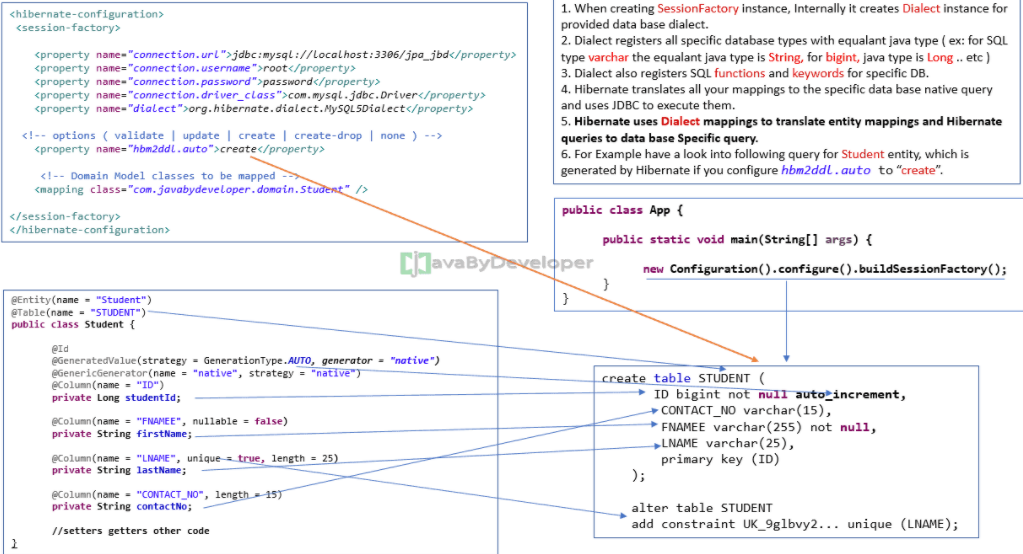 <hibernate-configuration>
<session-factory>
<property name="connection.url">jdbc:mysql://localhost:3306/jpa_jbd</property>
<property name="connection.username">root</property>
<property name="connection.password">password</property>
<property name="connection.driver_class">com.mysql.jdbc.Driver</property>
<property name="dialect">org.hibernate.dialect.MySQL5Dialect</property>
<!-- options ( validate | update | create | create-drop | none ) -->
<property name="hbm2ddl.auto">create</property>
<!-- Domain Model classes to be mapped -->
<mapping class="com.javabydeveloper.domain.Student" />
</session-factory>
</hibernate-configuration>
1. When creating SessionFactory instance, Internally it creates Dialect instance for
provided data base dialect.
2. Dialect registers all specific database types with equalant java type ( ex: for SQL
type varchar the equalant java type is String, for bigint, java type is Long .. etc )
3. Dialect also registers SQL functions and keywords for specific DB.
4. Hibernate translates all your mappings to the specific data base native query
and uses JDBC to execute them.
5. Hibernate uses Dialect mappings to translate entity mappings and Hibernate
queries to data base Specific query.
6. For Example have a look into following query for Student entity, which is
generated by Hibernate if you configure hbm2ddl.auto to “create”.
public class App {
public static void main(String[] args) {
new Configuration().configure().buildSessionFactory();
}
}
JavaByDeveloper
@Entity(name = "Student")
@Table(name = "STUDENT")
public class Student {
@Id
@GeneratedValue(strategy = GenerationType.AUTO, generator = "native")
@GenericGenerator(name = "native", strategy = "native")
@Column(name = "ID")
private Long studentId;
@Column(name = "FNAMEE", nullable = false)
private String firstName;
@Column(name = "LNAME", unique = true, length = 25)
private String lastName;
@Column(name = "CONTACT_NO", length = 15)
private String contactNo;
//setters getters other code
}
create table STUDENT (
ID bigint not null auto_increment,
CONTACT_NO varchar(15),
FNAMEE varchar(255) not null,
LNAME varchar(25),
primary key (ID)
);
alter table STUDENT
add constraint UK_9glbvy2... unique (LNAME);